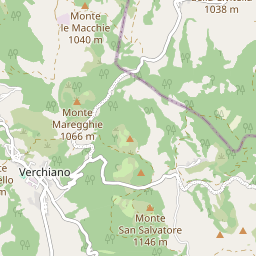 Monte
le Macchie
1040 m
1038 m
Monte
Maregghie
1066 m
Verchiano
Monte
San Salvatore
1146 m